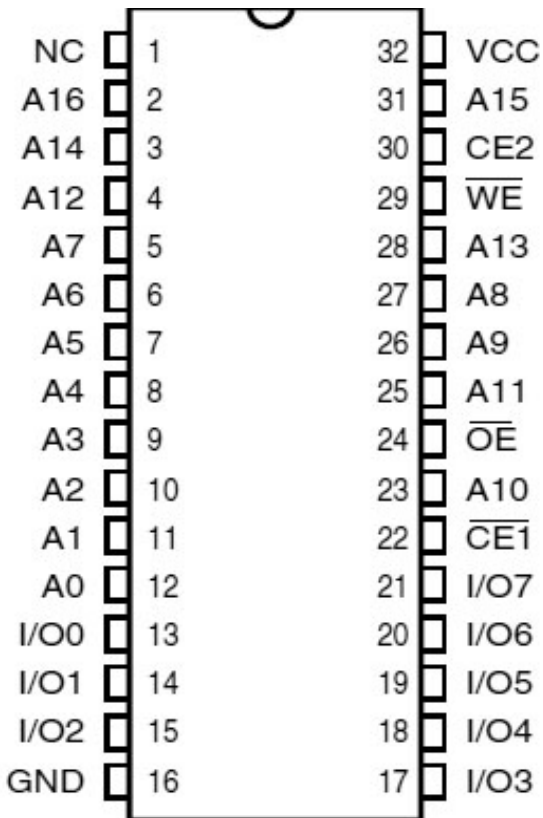 NC 1 32 VCC
A16 2 31 A15
A14 3 30 CE2
A12 4 29 W̅E̅
A7 5 28 A13
A6 6 27 A8
A5 7 26 A9
A4 8 25 A11
A3 9 24 O̅E̅
A2 10 23 A10
A1 11 22 C̅E̅1̅
A0 12 21 I/O7
I/O0 13 20 I/O6
I/O1 14 19 I/O5
I/O2 15 18 I/O4
GND 16 17 I/O3